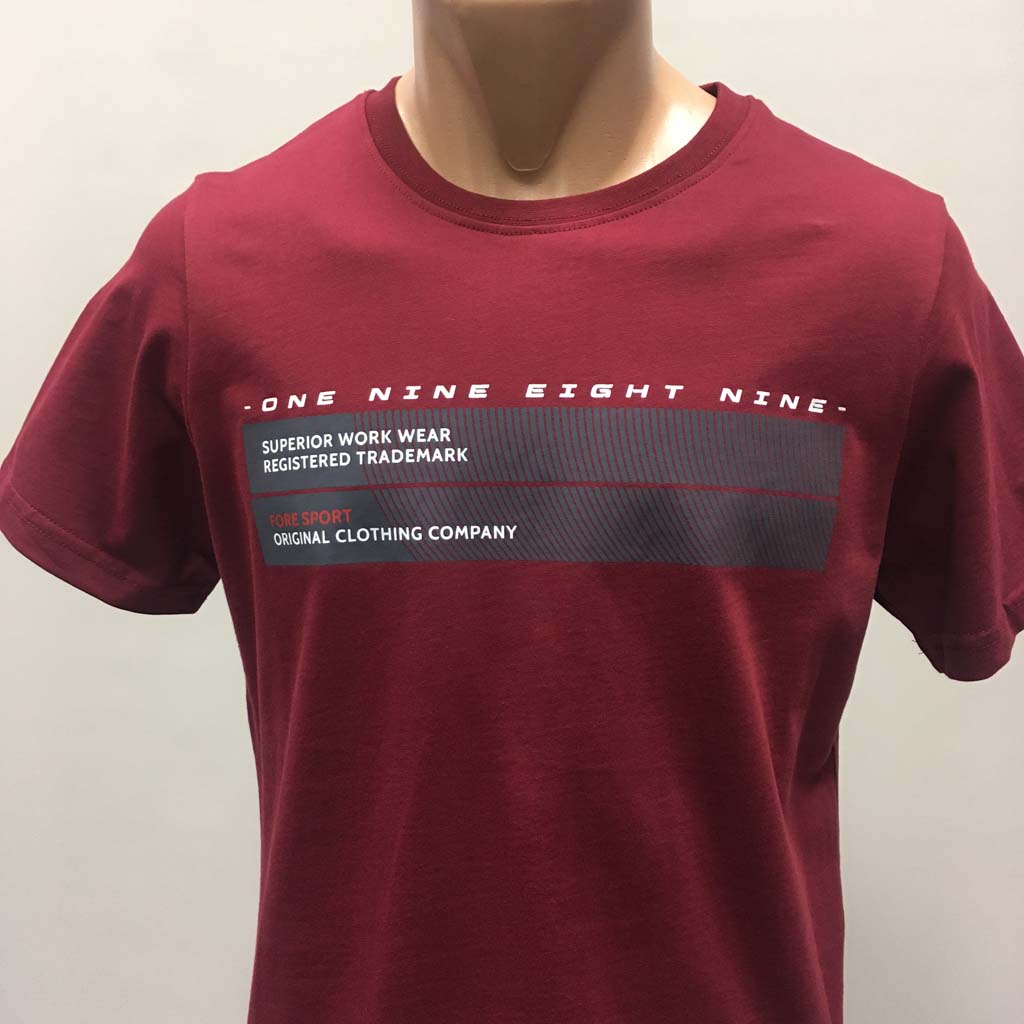 -ONE NINE EIGHT NINE-
SUPERIOR WORK WEAR
REGISTERED TRADEMARK
FORE SPORT
ORIGINAL CLOTHING COMPANY